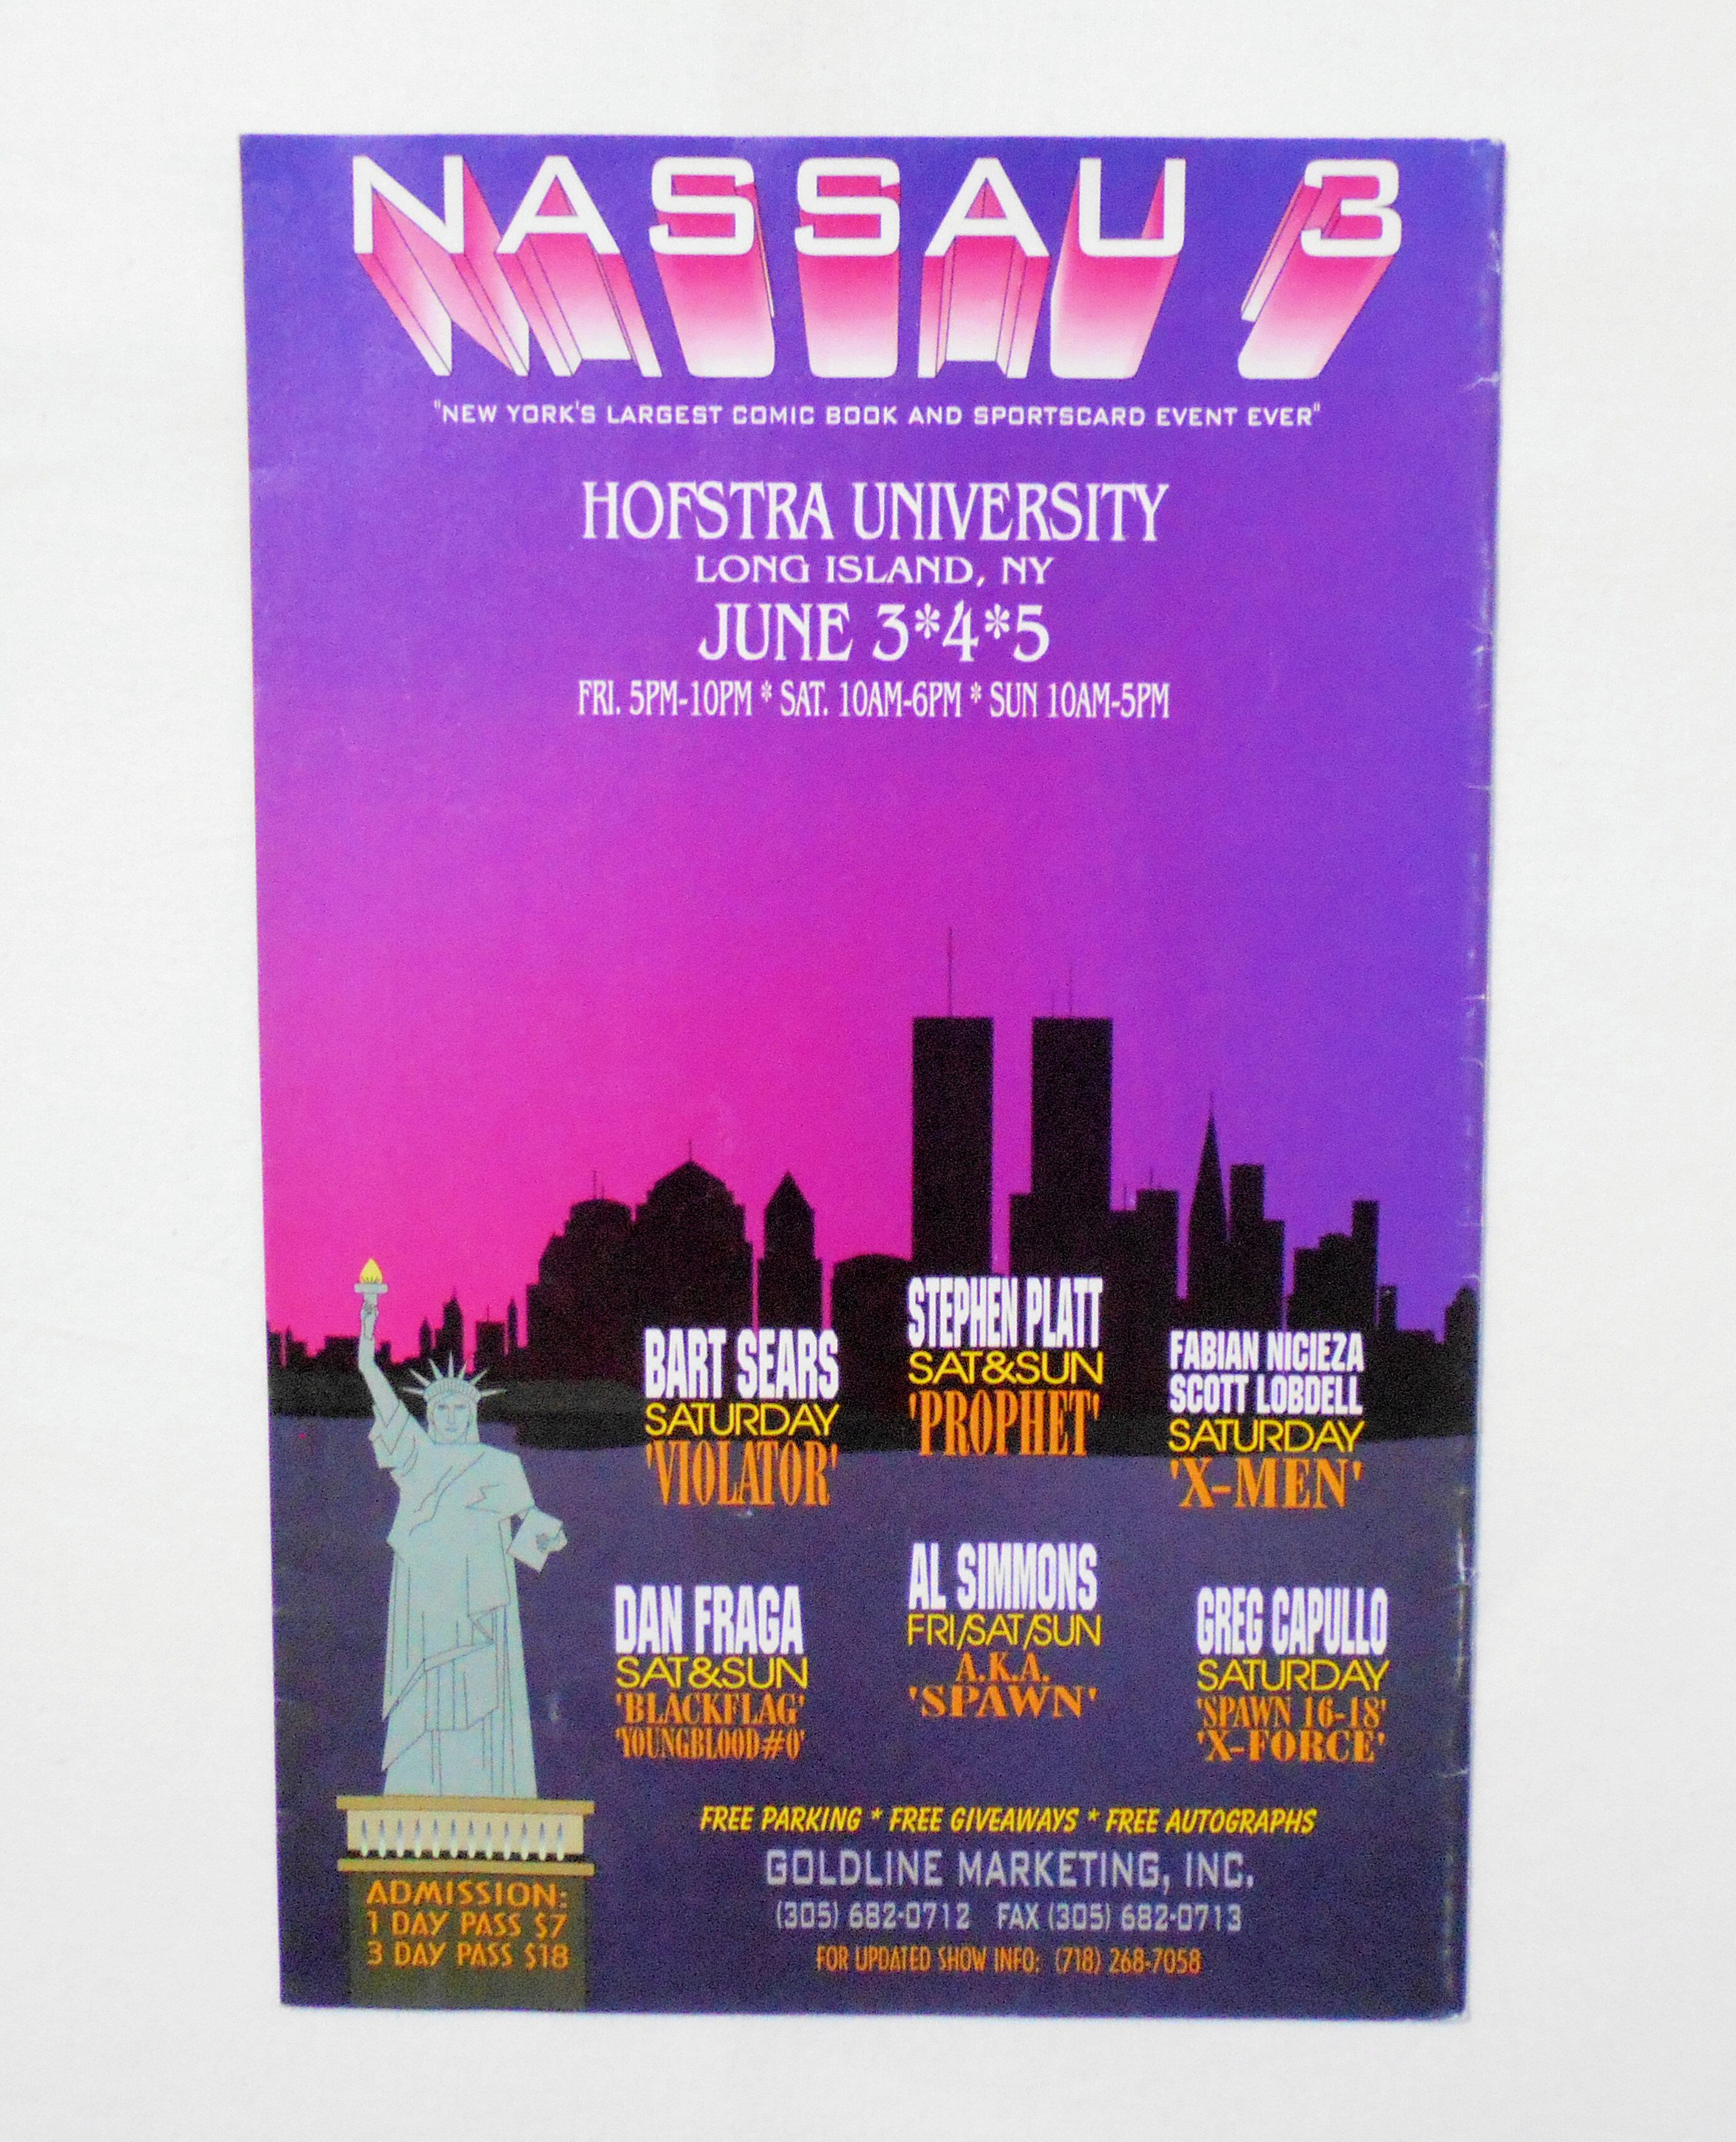 NASSAU 3
"NEW YORK'S LARGEST COMIC BOOK AND SPORTSCARD EVENT EVER"
HOFSTRA UNIVERSITY
LONG ISLAND, NY
JUNE 3*4*5
FRI. 5PM-10PM * SAT. 10AM-6PM * SUN 10AM-5PM
BART SEARS
SATURDAY
'VIOLATOR'
STEPHEN PLATT
SAT&SUN
'PROPHET'
FABIAN NICIEZA
SCOTT LOBDELL
SATURDAY
'X-MEN'
DAN FRAGA
SAT&SUN
'BLACKFLAG'
'YOUNGBLOOD#0'
AL SIMMONS
FRI/SAT/SUN
A.K.A.
'SPAWN'
GREG CAPULLO
SATURDAY
'SPAWN 16-18'
'X-FORCE'
FREE PARKING * FREE GIVEAWAYS * FREE AUTOGRAPHS
GOLDLINE MARKETING, INC.
(305) 682-0712 FAX (305) 682-0713
FOR UPDATED SHOW INFO: (718) 268-7058
ADMISSION:
1 DAY PASS $7
3 DAY PASS $18